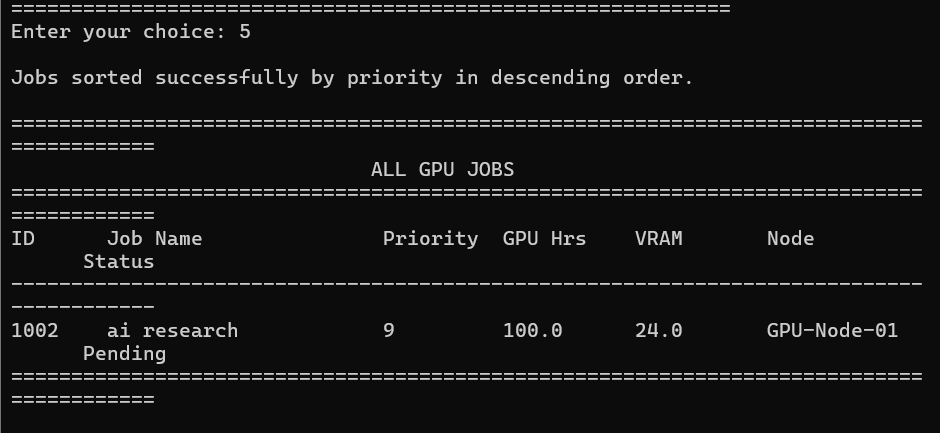 ============================================================
Enter your choice: 5
Jobs sorted successfully by priority in descending order.
============================================================================
============
ALL GPU JOBS
============================================================================
============
ID      Job Name               Priority  GPU Hrs    VRAM       Node
      Status
----------------------------------------------------------------------------
------------
1002    ai research            9         100.0      24.0       GPU-Node-01
      Pending
============================================================================
============